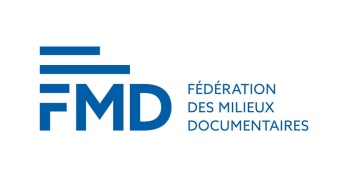 FMD
FÉDÉRATION
DES MILIEUX
DOCUMENTAIRES